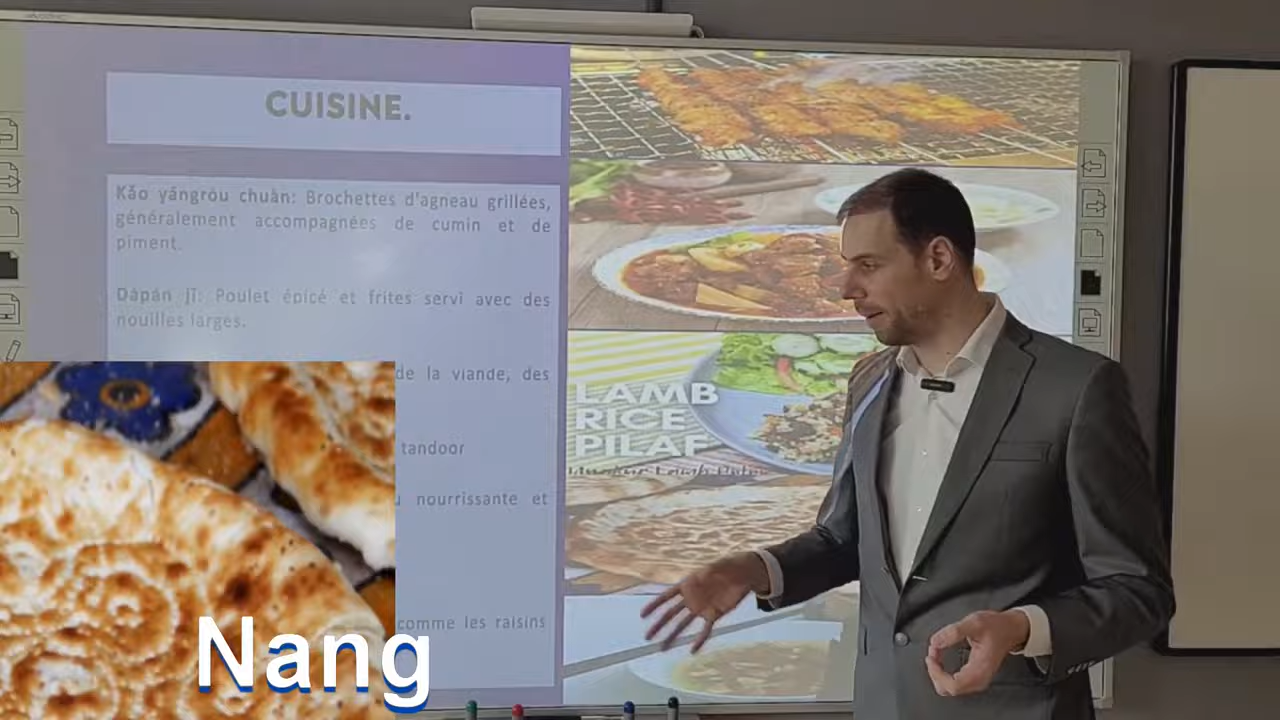 CUISINE.
Kǎo yángròu chuàn: Brochettes d'agneau grillées,
généralement accompagnées de cumin et de
piment.
Dàpán jī: Poulet épicé et frites servi avec des
nouilles larges.
de la viande, des
tandoor
nourrissante et
comme les raisins
LAMB
RICE
PILAF
Nang